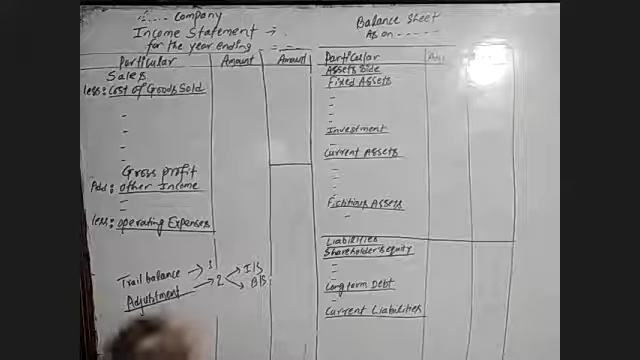 Company
Income Statement :-
for the year ending
Particular Amount Amount
Sales
less: Cost of Goods Sold
-
-
-
-
Gross profit
Add: other Income
-
-
less: operating Expenses
Trail balance → 1
Adjustment → 2 → I/S
→ B/S
Balance Sheet
As on ------
Particular
Assets Side
Fixed Assets
-
-
-
-
Investment
-
Current Assets
-
-
-
-
Fictitious Assets
-
Liabilities
Shareholder's equity
-
-
Long term Debt
-
Current Liabilities